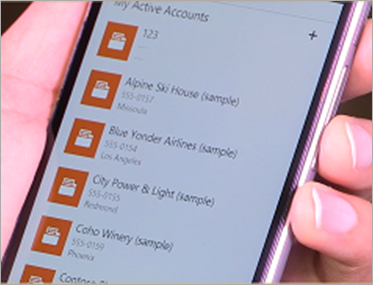 My Active Accounts
+
123
Alpine Ski House (sample)
555-0157
Missoula
Blue Yonder Airlines (sample)
555-0154
Los Angeles
City Power & Light (sample)
555-0155
Redmond
Coho Winery (sample)
555-0159
Phoenix